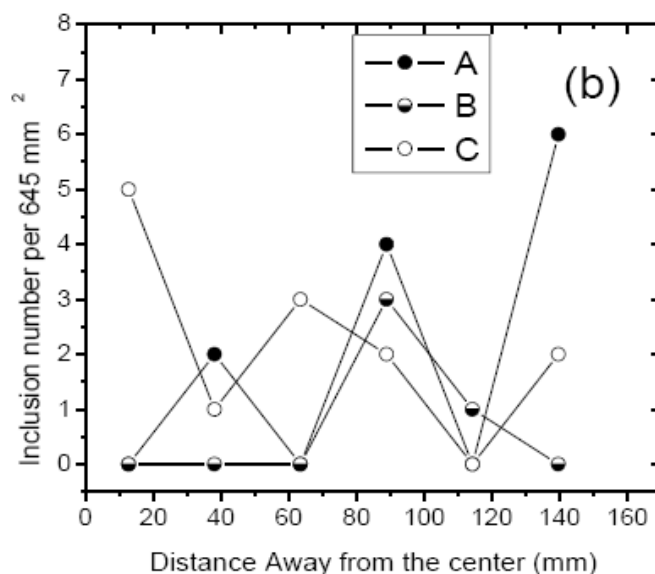 8
7
6
5
4
3
2
1
0
Inclusion number per 645 mm ²
A
B
C
(b)
0 20 40 60 80 100 120 140 160
Distance Away from the center (mm)